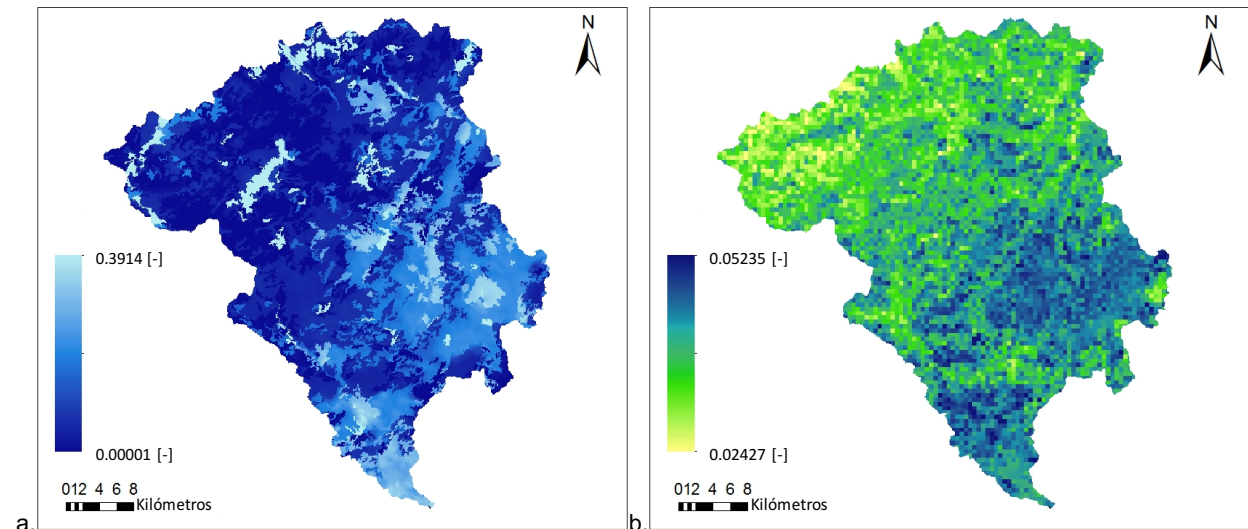 N
0.3914 [-]
0.00001 [-]
012 4 6 8
Kilómetros
a.
N
0.05235 [-]
0.02427 [-]
012 4 6 8
Kilómetros
b.